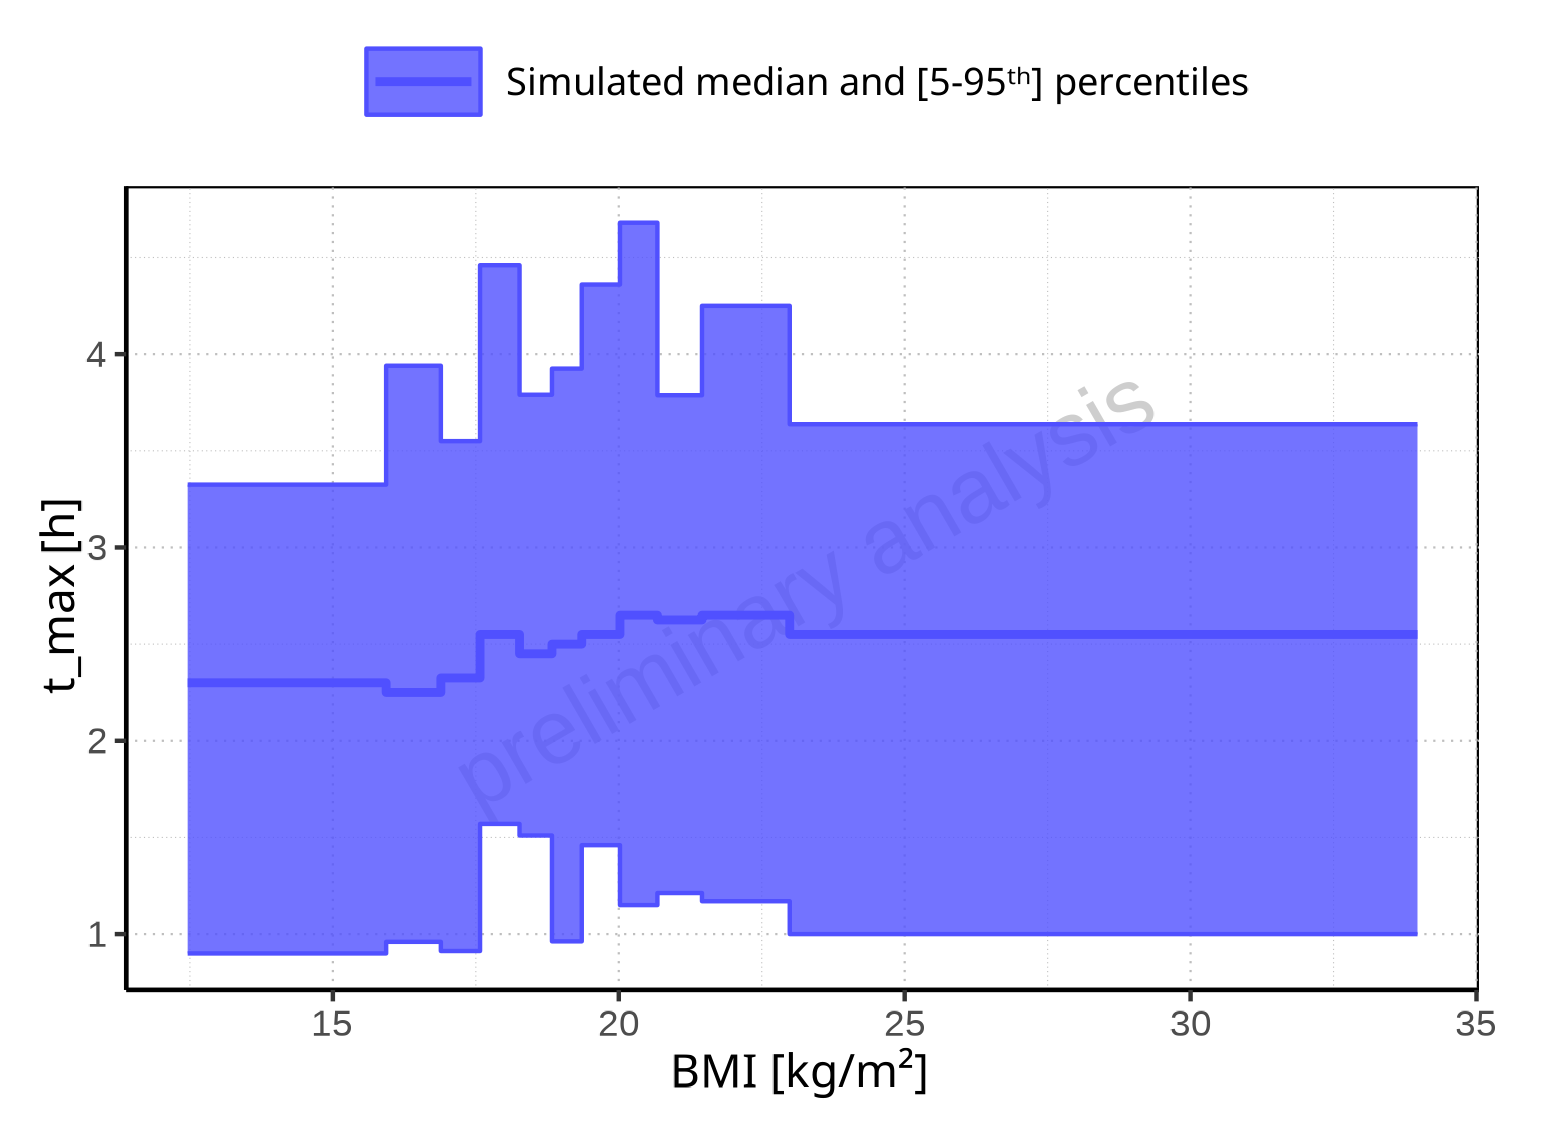 Simulated median and [5-95ᵗʰ] percentiles
4
3
2
1
t_max [h]
preliminary analysis
15 20 25 30 35
BMI [kg/m²]